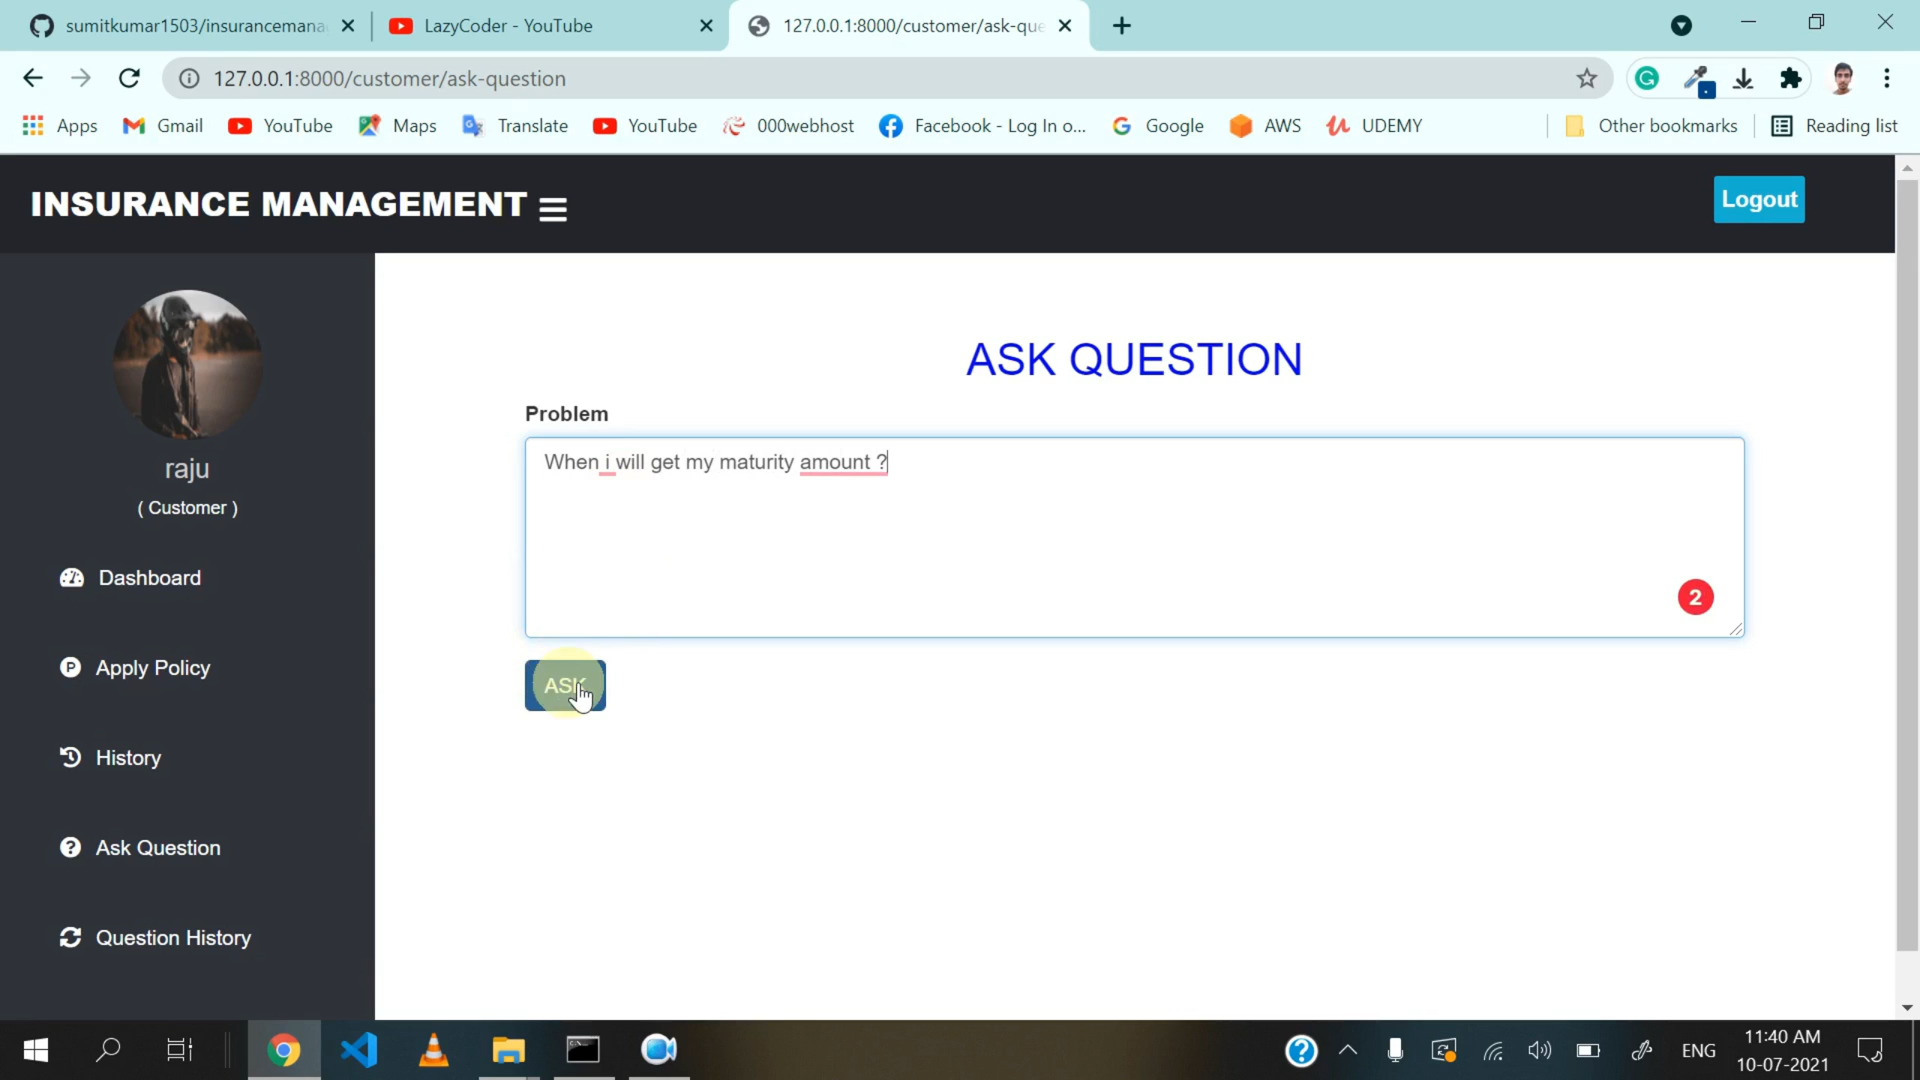 sumitkumar1503/insurancemana
LazyCoder - YouTube
127.0.0.1:8000/customer/ask-que
127.0.0.1:8000/customer/ask-question
Apps
Gmail
YouTube
Maps
Translate
YouTube
000webhost
Facebook - Log In o...
Google
AWS
UDEMY
Other bookmarks
Reading list
INSURANCE MANAGEMENT
Logout
raju
( Customer )
Dashboard
Apply Policy
History
Ask Question
Question History
ASK QUESTION
Problem
When i will get my maturity amount ?
2
ASK
ENG
11:40 AM
10-07-2021